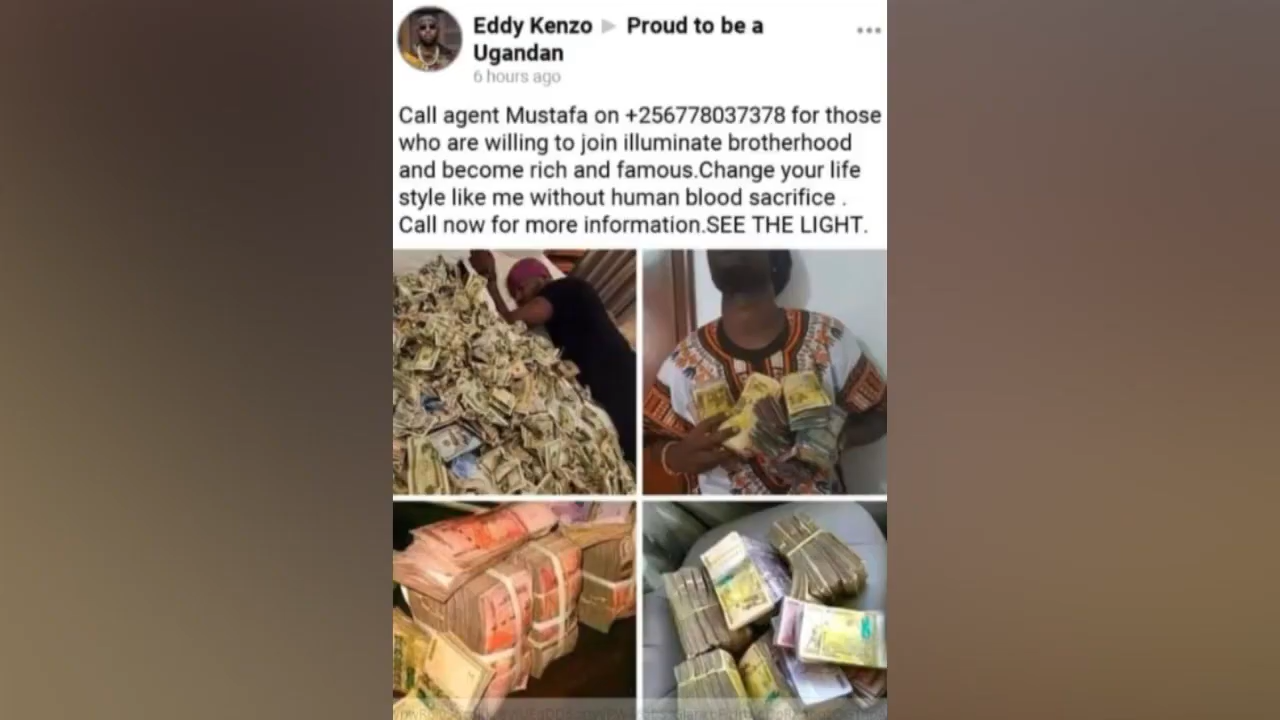 Eddy Kenzo ▶ Proud to be a
Ugandan
6 hours ago
Call agent Mustafa on +256778037378 for those
who are willing to join illuminate brotherhood
and become rich and famous.Change your life
style like me without human blood sacrifice .
Call now for more information.SEE THE LIGHT.